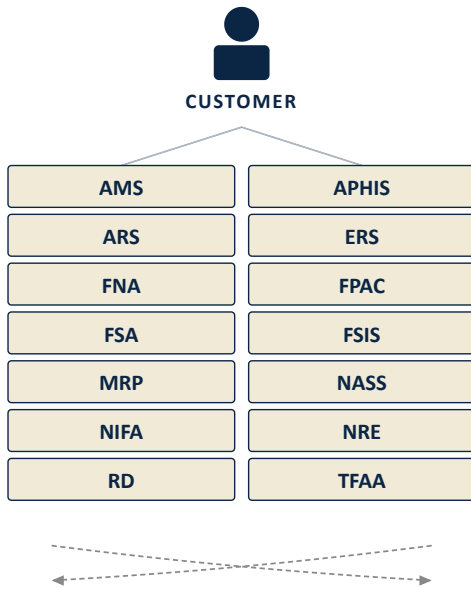 CUSTOMER
AMS APHIS
ARS ERS
FNA FPAC
FSA FSIS
MRP NASS
NIFA NRE
RD TFAA